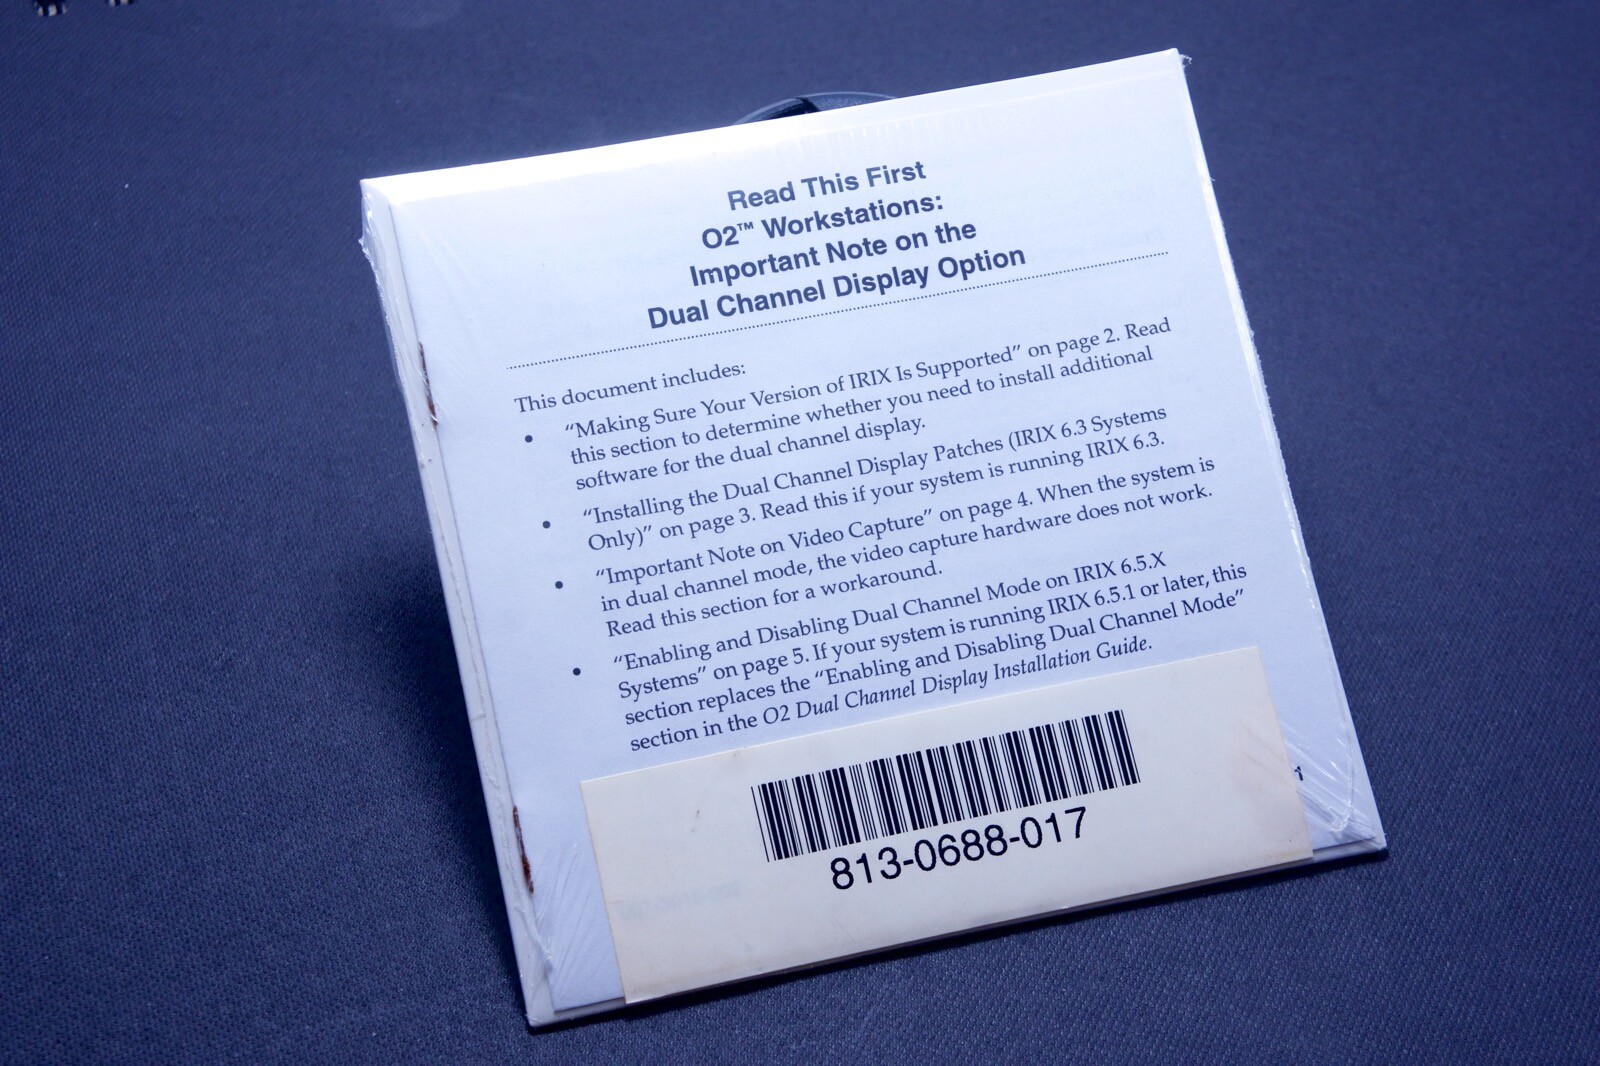 Read This First
O2™ Workstations:
Important Note on the
Dual Channel Display Option
This document includes:
• “Making Sure Your Version of IRIX Is Supported” on page 2. Read
this section to determine whether you need to install additional
software for the dual channel display.
• “Installing the Dual Channel Display Patches (IRIX 6.3 Systems
Only)” on page 3. Read this if your system is running IRIX 6.3.
• “Important Note on Video Capture” on page 4. When the system is
in dual channel mode, the video capture hardware does not work.
Read this section for a workaround.
• “Enabling and Disabling Dual Channel Mode on IRIX 6.5.X
Systems” on page 5. If your system is running IRIX 6.5.1 or later, this
section replaces the “Enabling and Disabling Dual Channel Mode”
section in the O2 Dual Channel Display Installation Guide.
813-0688-017